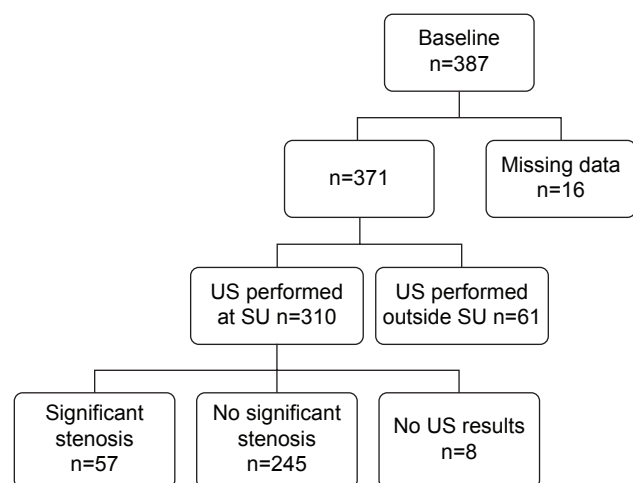 Baseline
n=387
n=371
Missing data
n=16
US performed
at SU n=310
US performed
outside SU n=61
Significant
stenosis
n=57
No significant
stenosis
n=245
No US results
n=8